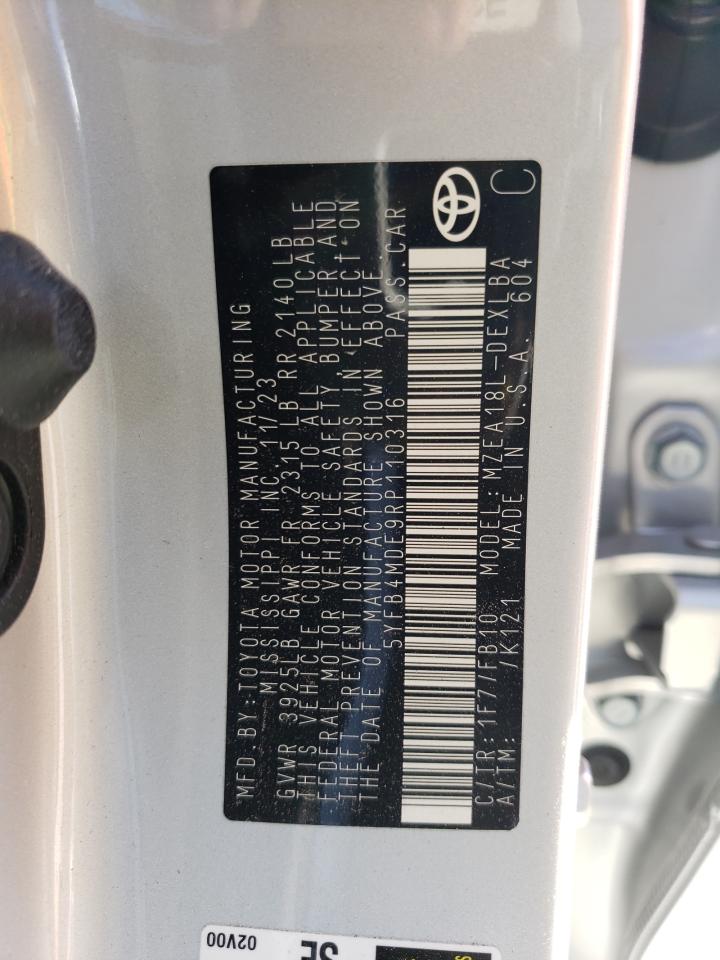 MFD.BY:TOYOTA MOTOR MANUFACTURING
MISSISSIPPI INC. 11/23
GVWR 3925LB GAWR FR 2315 LB RR 2140 LB
THIS VEHICLE CONFORMS TO ALL APPLICABLE
FEDERAL MOTOR VEHICLE SAFETY, BUMPER AND
THEFT PREVENTION STANDARDS IN EFFECT ON
THE DATE OF MANUFACTURE SHOWN ABOVE.
5YFB4MDE9RP110316 PASS.CAR
C/TR: 1F7/FB10 MODEL: MZEA18L-DEXLBA
A/TM: /K121 MADE IN U.S.A. 604
C
02V00
SE